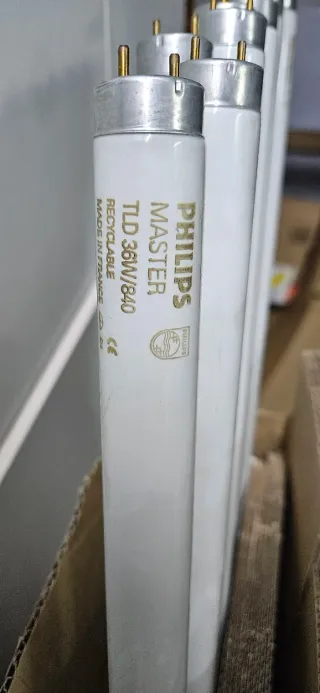 PHILIPS
MASTER
TLD 36W/840
RECYCLABLE
MADE IN FRANCE
CE
PHILIPS